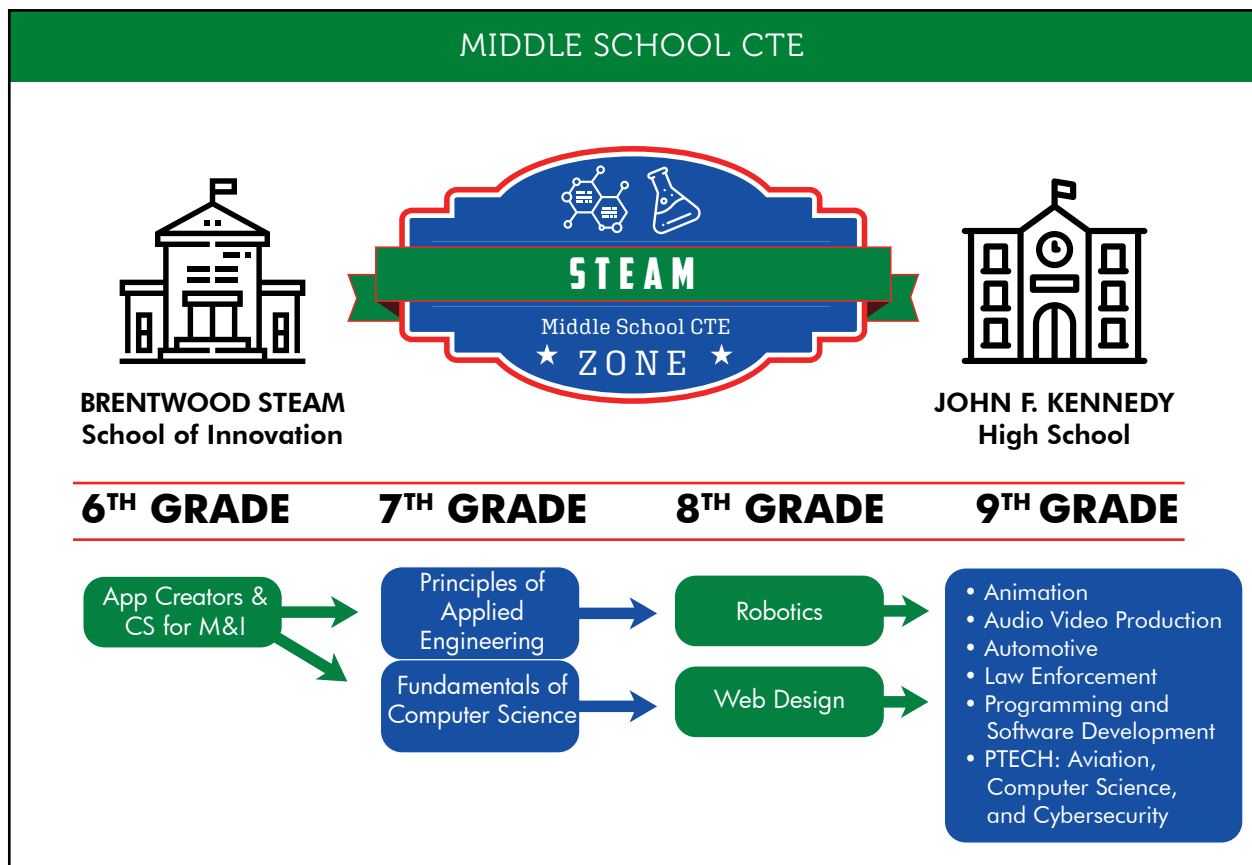 MIDDLE SCHOOL CTE
STEAM
Middle School CTE
ZONE
BRENTWOOD STEAM
School of Innovation
JOHN F. KENNEDY
High School
6TH GRADE
7TH GRADE
8TH GRADE
9TH GRADE
App Creators &
CS for M&I
Principles of
Applied
Engineering
Fundamentals of
Computer Science
Robotics
Web Design
• Animation
• Audio Video Production
• Automotive
• Law Enforcement
• Programming and
Software Development
• PTECH: Aviation,
Computer Science,
and Cybersecurity